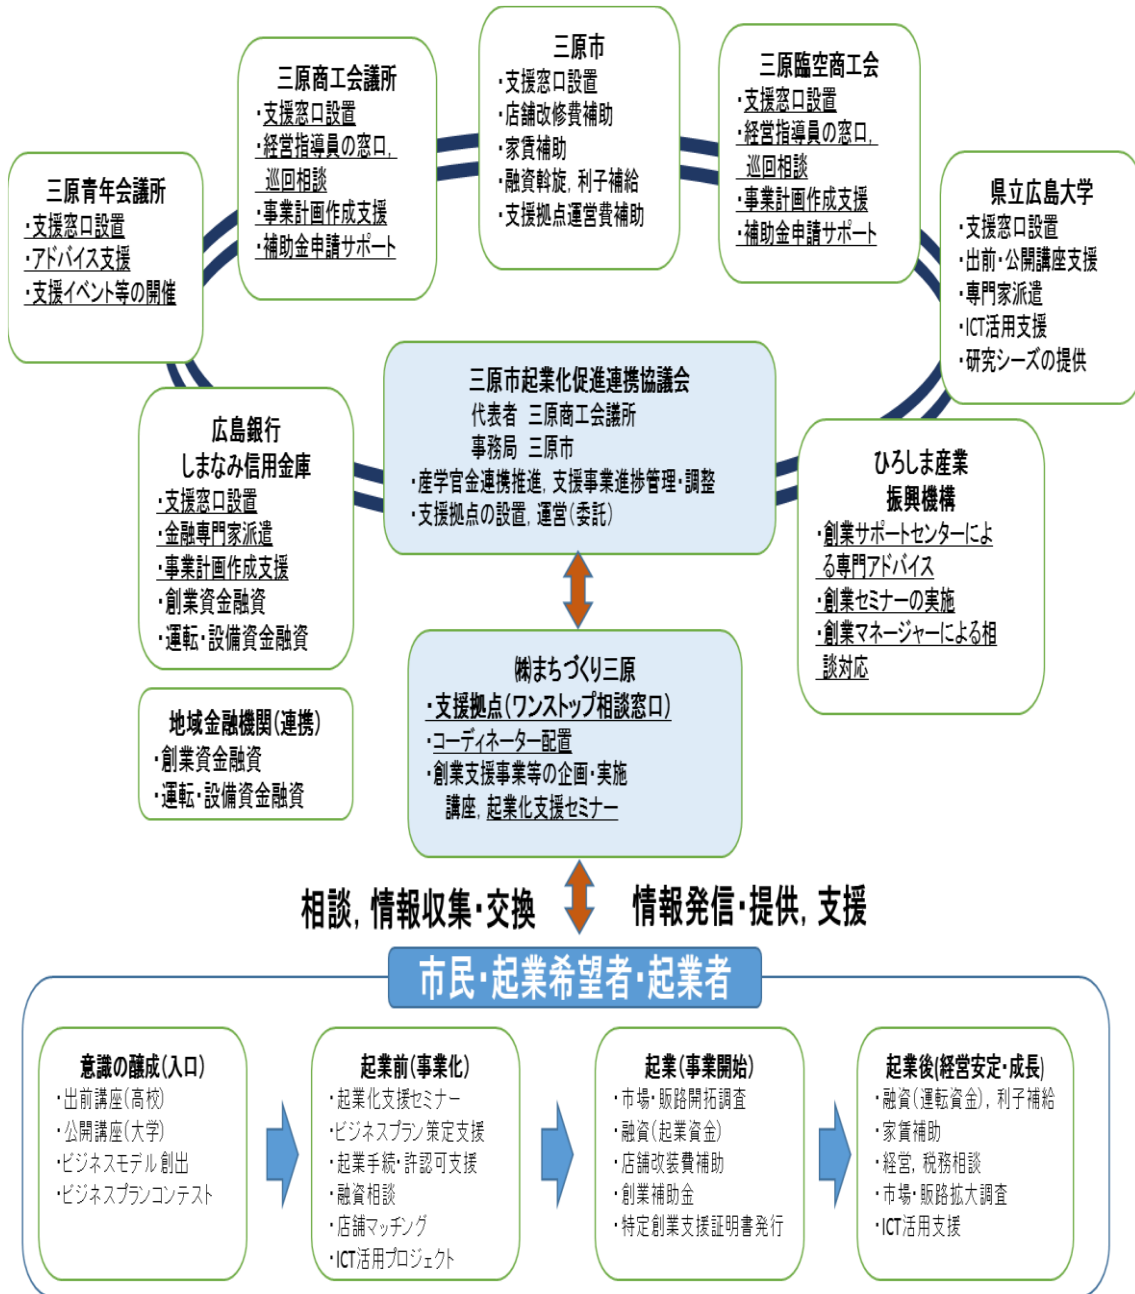 三原市
・支援窓口設置
・店舗改修費補助
・家賃補助
・融資斡旋, 利子補給
・支援拠点運営費補助
三原商工会議所
・支援窓口設置
・経営指導員の窓口,
巡回相談
・事業計画作成支援
・補助金申請サポート
三原臨空商工会
・支援窓口設置
・経営指導員の窓口,
巡回相談
・事業計画作成支援
・補助金申請サポート
三原青年会議所
・支援窓口設置
・アドバイス支援
・支援イベント等の開催
県立広島大学
・支援窓口設置
・出前・公開講座支援
・専門家派遣
・ICT活用支援
・研究シーズの提供
三原市起業化促進連携協議会
代表者 三原商工会議所
事務局 三原市
・産学官金連携推進, 支援事業進捗管理・調整
・支援拠点の設置, 運営(委託)
広島銀行
しまなみ信用金庫
・支援窓口設置
・金融専門家派遣
・事業計画作成支援
・創業資金融資
・運転・設備資金融資
ひろしま産業
振興機構
・創業サポートセンターによ
る専門アドバイス
・創業セミナーの実施
・創業マネージャーによる相
談対応
地域金融機関(連携)
・創業資金融資
・運転・設備資金融資
㈱まちづくり三原
・支援拠点(ワンストップ相談窓口)
・コーディネーター配置
・創業支援事業等の企画・実施
講座, 起業化支援セミナー
相談, 情報収集・交換
情報発信・提供, 支援
市民・起業希望者・起業者
意識の醸成(入口)
・出前講座(高校)
・公開講座(大学)
・ビジネスモデル創出
・ビジネスプランコンテスト
起業前(事業化)
・起業化支援セミナー
・ビジネスプラン策定支援
・起業手続・許認可支援
・融資相談
・店舗マッチング
・ICT活用プロジェクト
起業(事業開始)
・市場・販路開拓調査
・融資(起業資金)
・店舗改装費補助
・創業補助金
・特定創業支援証明書発行
起業後(経営安定・成長)
・融資(運転資金), 利子補給
・家賃補助
・経営, 税務相談
・市場・販路拡大調査
・ICT活用支援